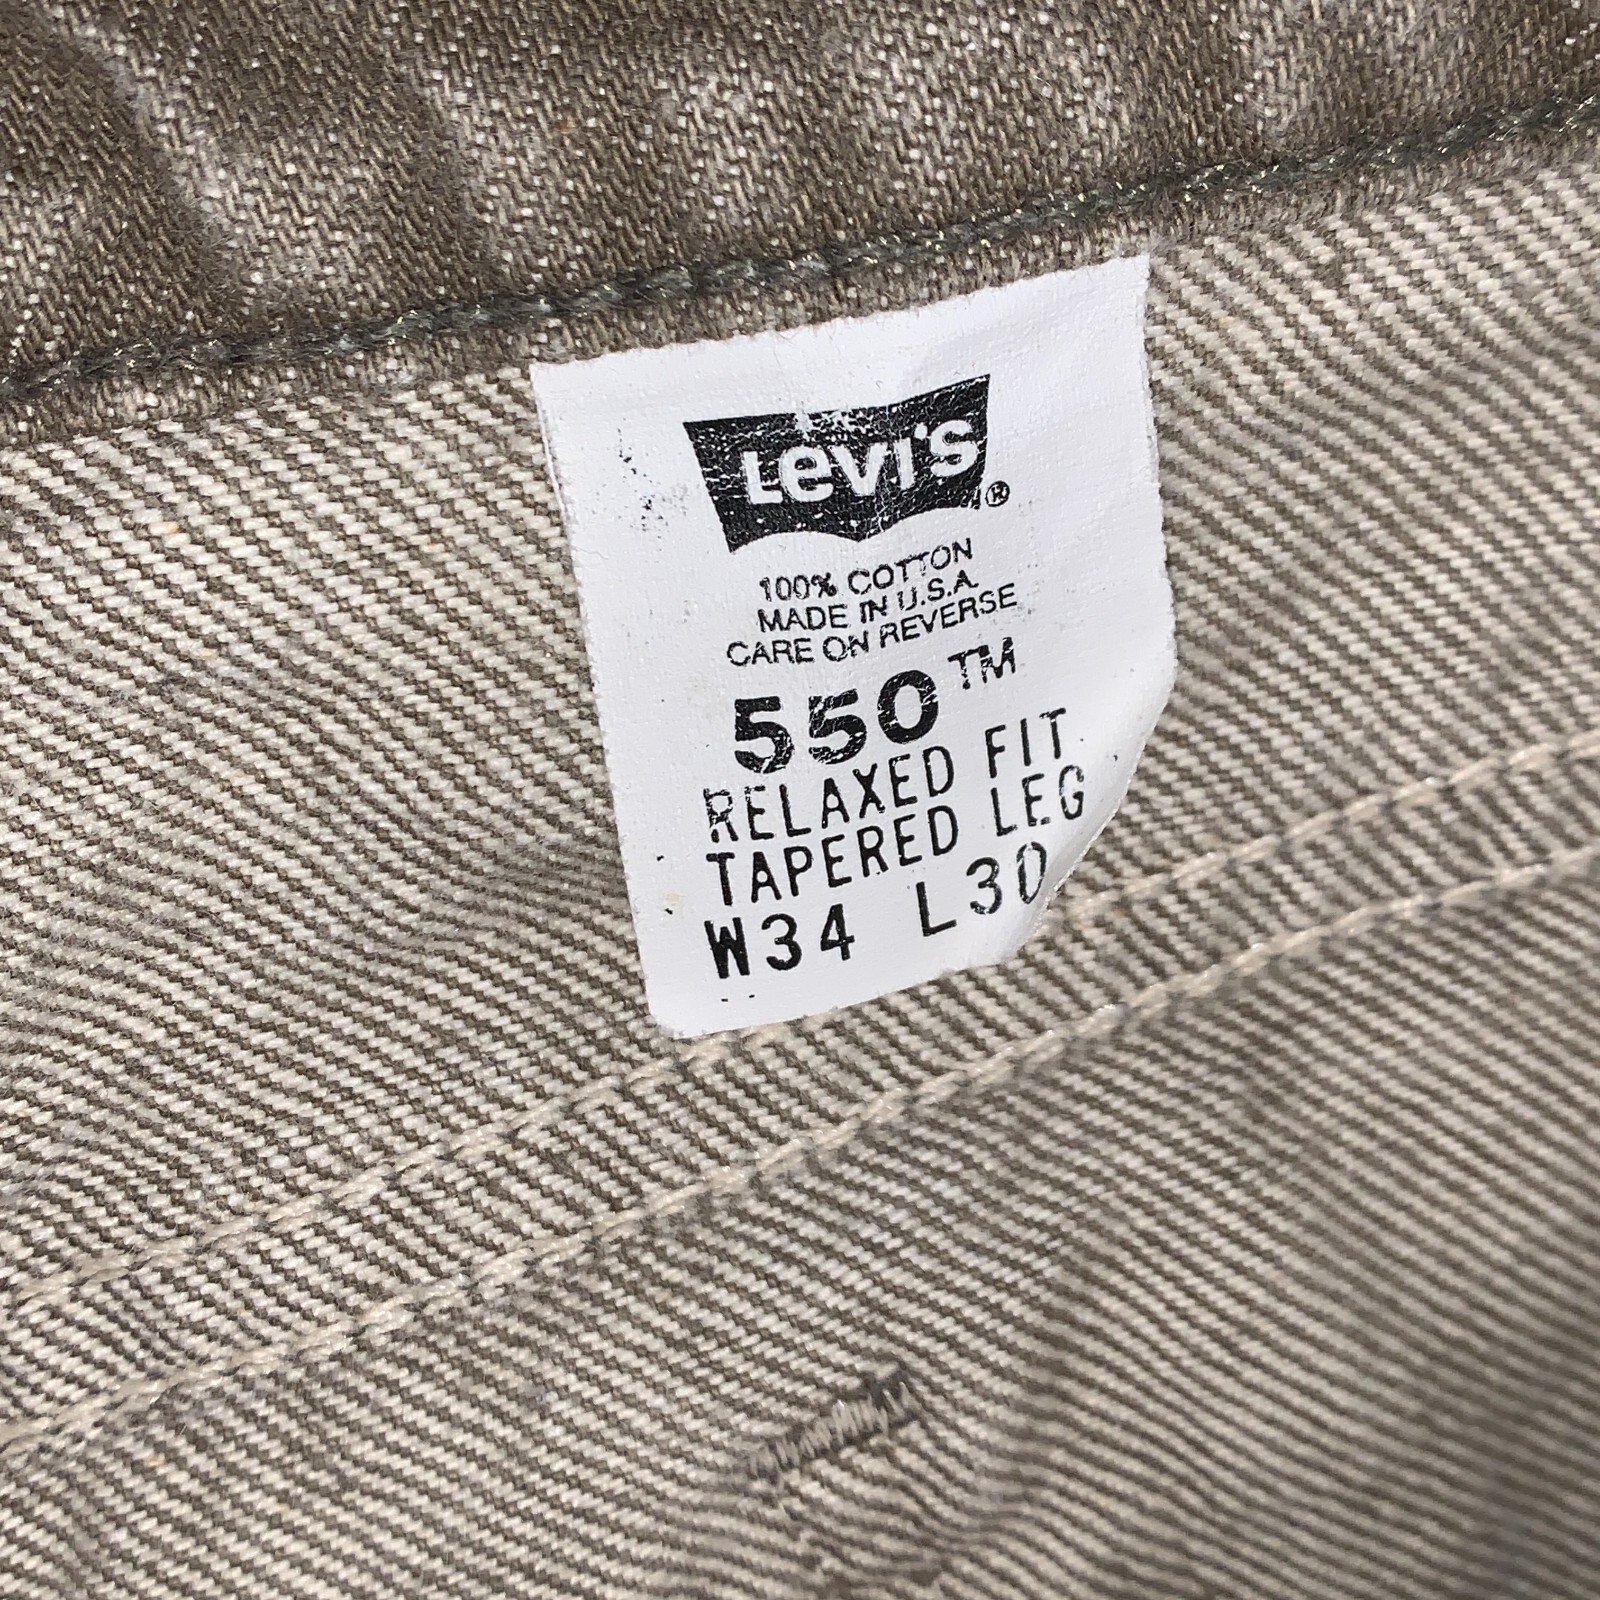 LEVI'S®
100% COTTON
MADE IN U.S.A.
CARE ON REVERSE
550™
RELAXED FIT
TAPERED LEG
W34 L30